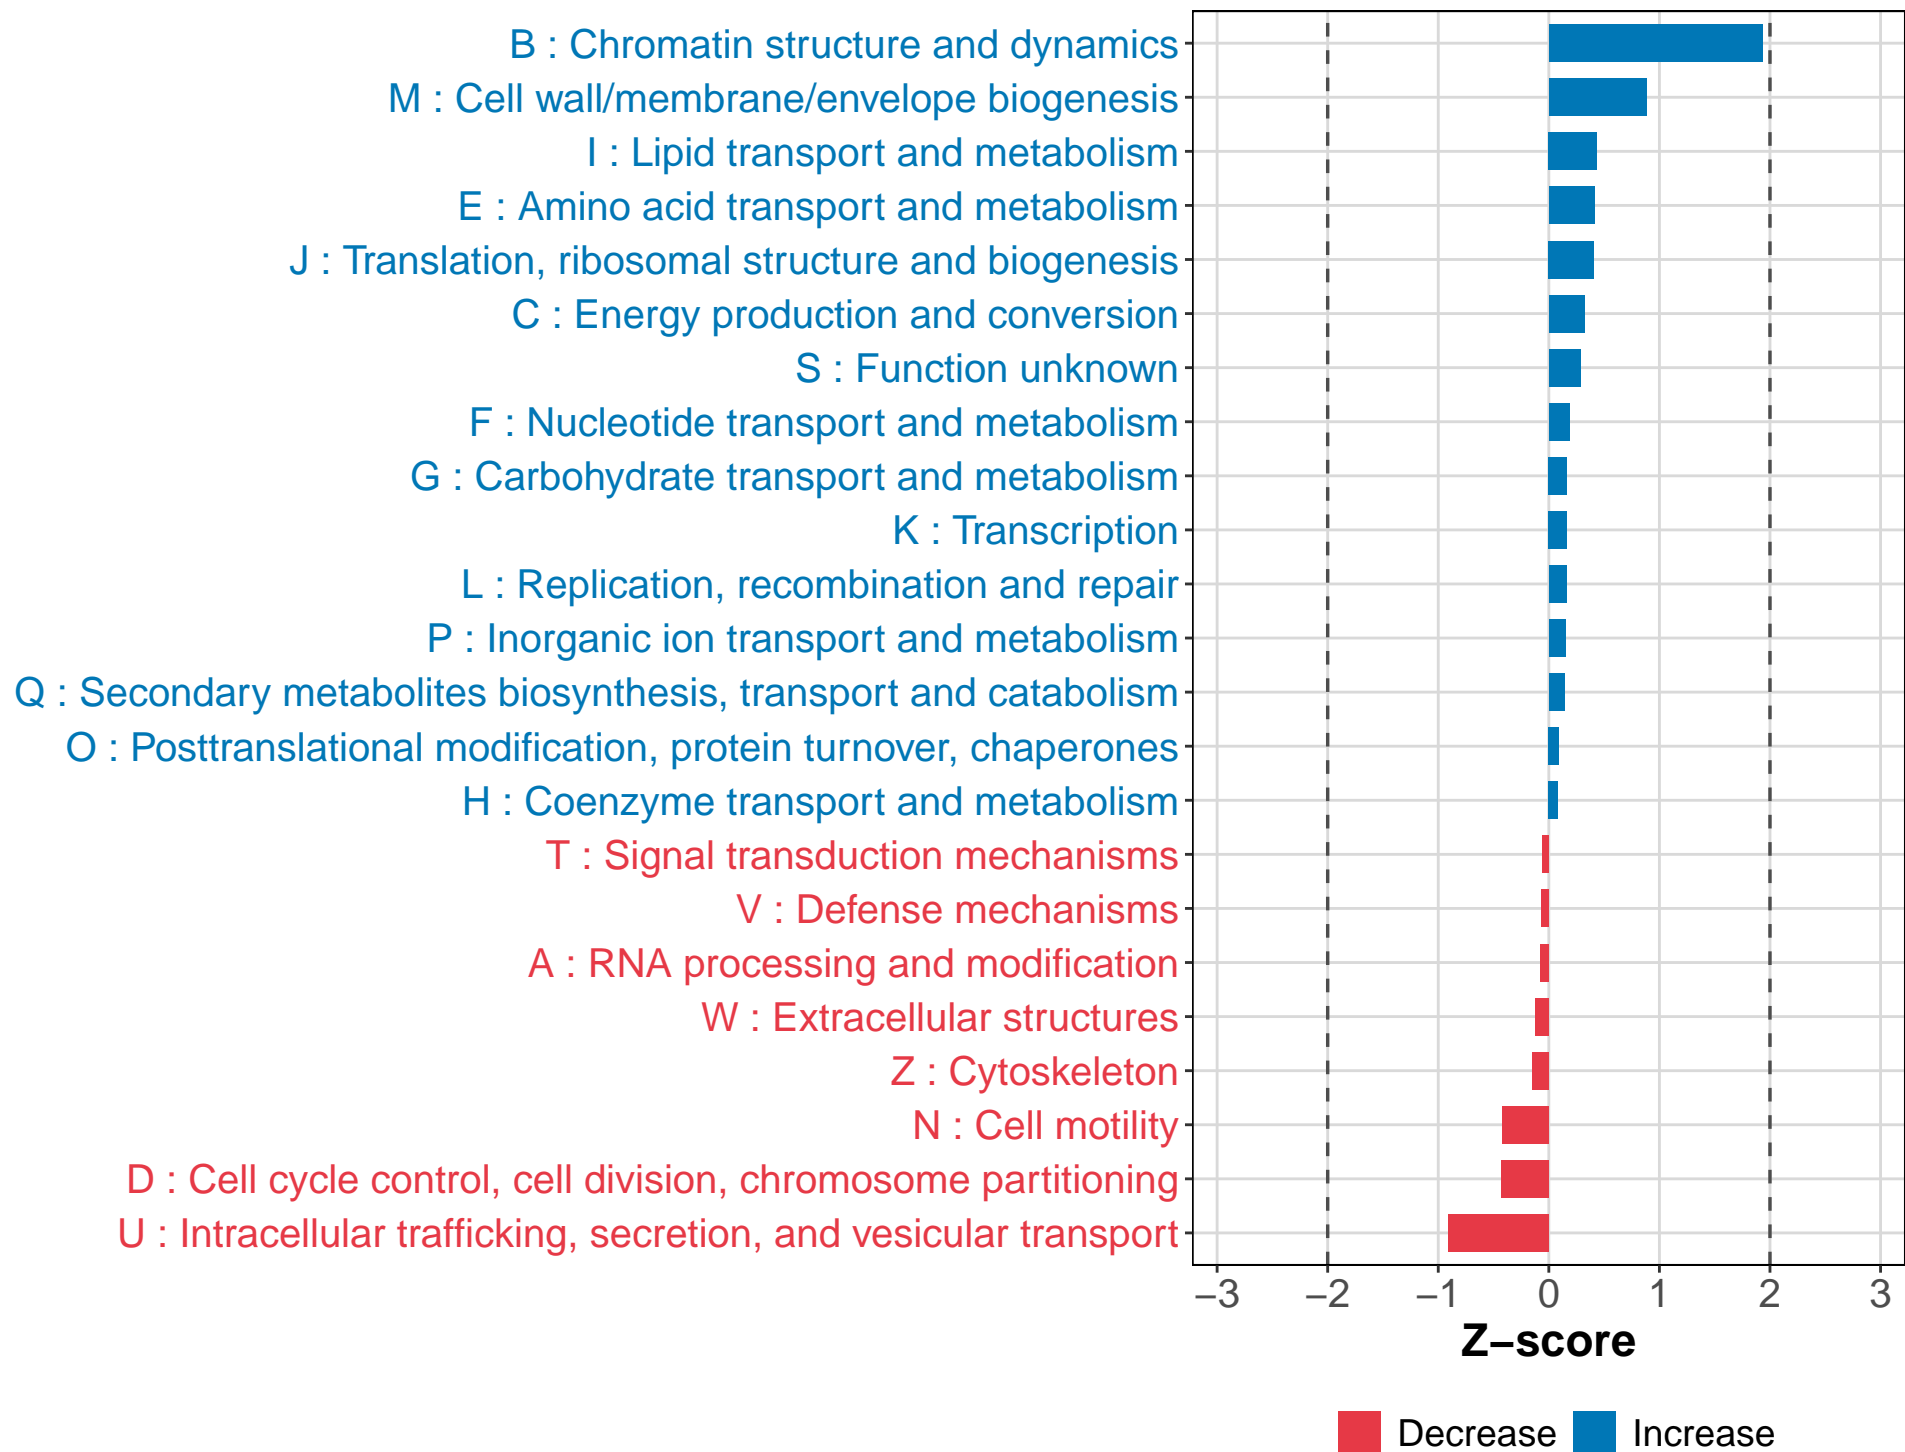 B : Chromatin structure and dynamics
M : Cell wall/membrane/envelope biogenesis
I : Lipid transport and metabolism
E : Amino acid transport and metabolism
J : Translation, ribosomal structure and biogenesis
C : Energy production and conversion
S : Function unknown
F : Nucleotide transport and metabolism
G : Carbohydrate transport and metabolism
K : Transcription
L : Replication, recombination and repair
P : Inorganic ion transport and metabolism
Q : Secondary metabolites biosynthesis, transport and catabolism
O : Posttranslational modification, protein turnover, chaperones
H : Coenzyme transport and metabolism
T : Signal transduction mechanisms
V : Defense mechanisms
A : RNA processing and modification
W : Extracellular structures
Z : Cytoskeleton
N : Cell motility
D : Cell cycle control, cell division, chromosome partitioning
U : Intracellular trafficking, secretion, and vesicular transport
−3 −2 −1 0 1 2 3
Z−score
Decrease Increase